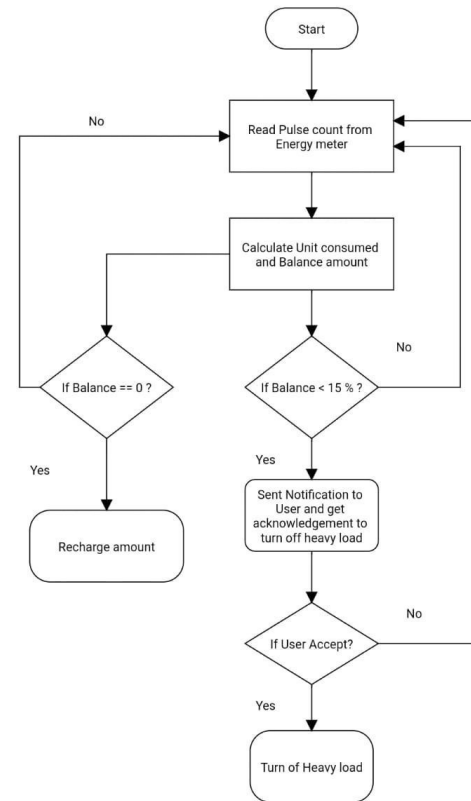 Start
No
Read Pulse count from
Energy meter
Calculate Unit consumed
and Balance amount
No
If Balance == 0 ?
If Balance < 15 % ?
Yes
Yes
Sent Notification to
User and get
acknowledgement to
turn off heavy load
Recharge amount
No
If User Accept?
Yes
Turn of Heavy load